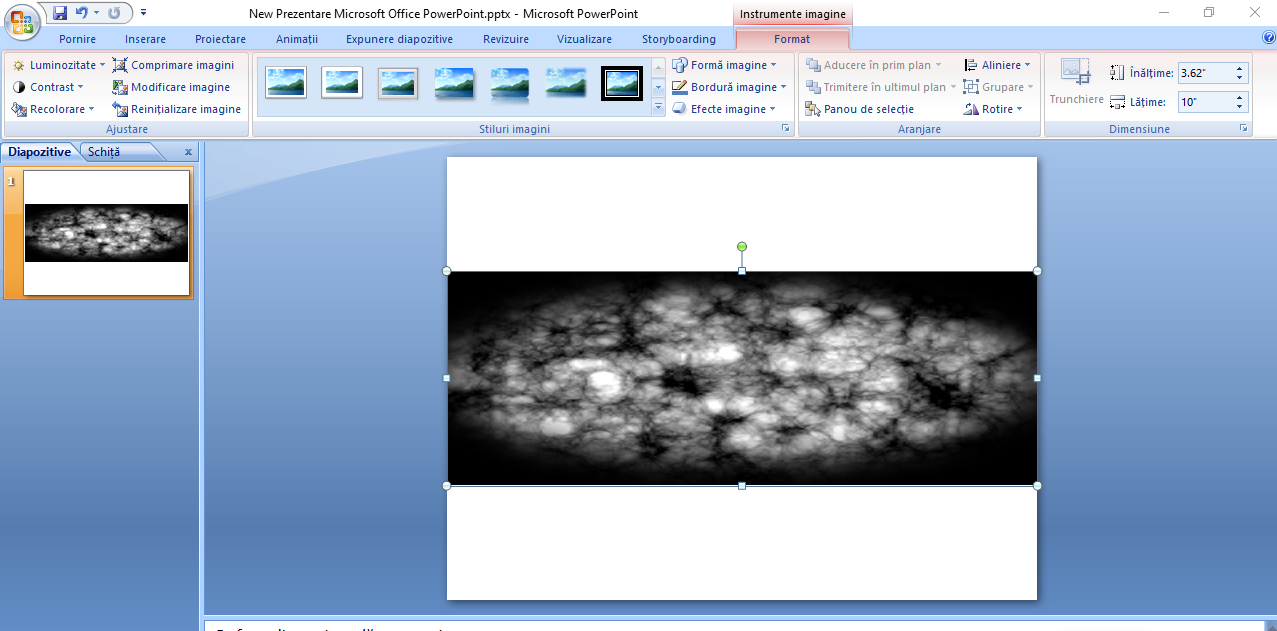 New Prezentare Microsoft Office PowerPoint.pptx - Microsoft PowerPoint
Instrumente imagine
Pornire Inserare Proiectare Animații Expunere diapozitive Revizuire Vizualizare Storyboarding Format
Luminozitate Comprimare imagini Formă imagine Aducere în prim plan Aliniere Înălțime: 3.62"
Contrast Modificare imagine Bordură imagine Trimitere în ultimul plan Grupare
Trunchiere
Recolorare Reinițializare imagine Efecte imagine Panou de selecție Rotire Lățime: 10"
Ajustare Stiluri imagini Aranjare Dimensiune
Diapozitive Schiță x
1